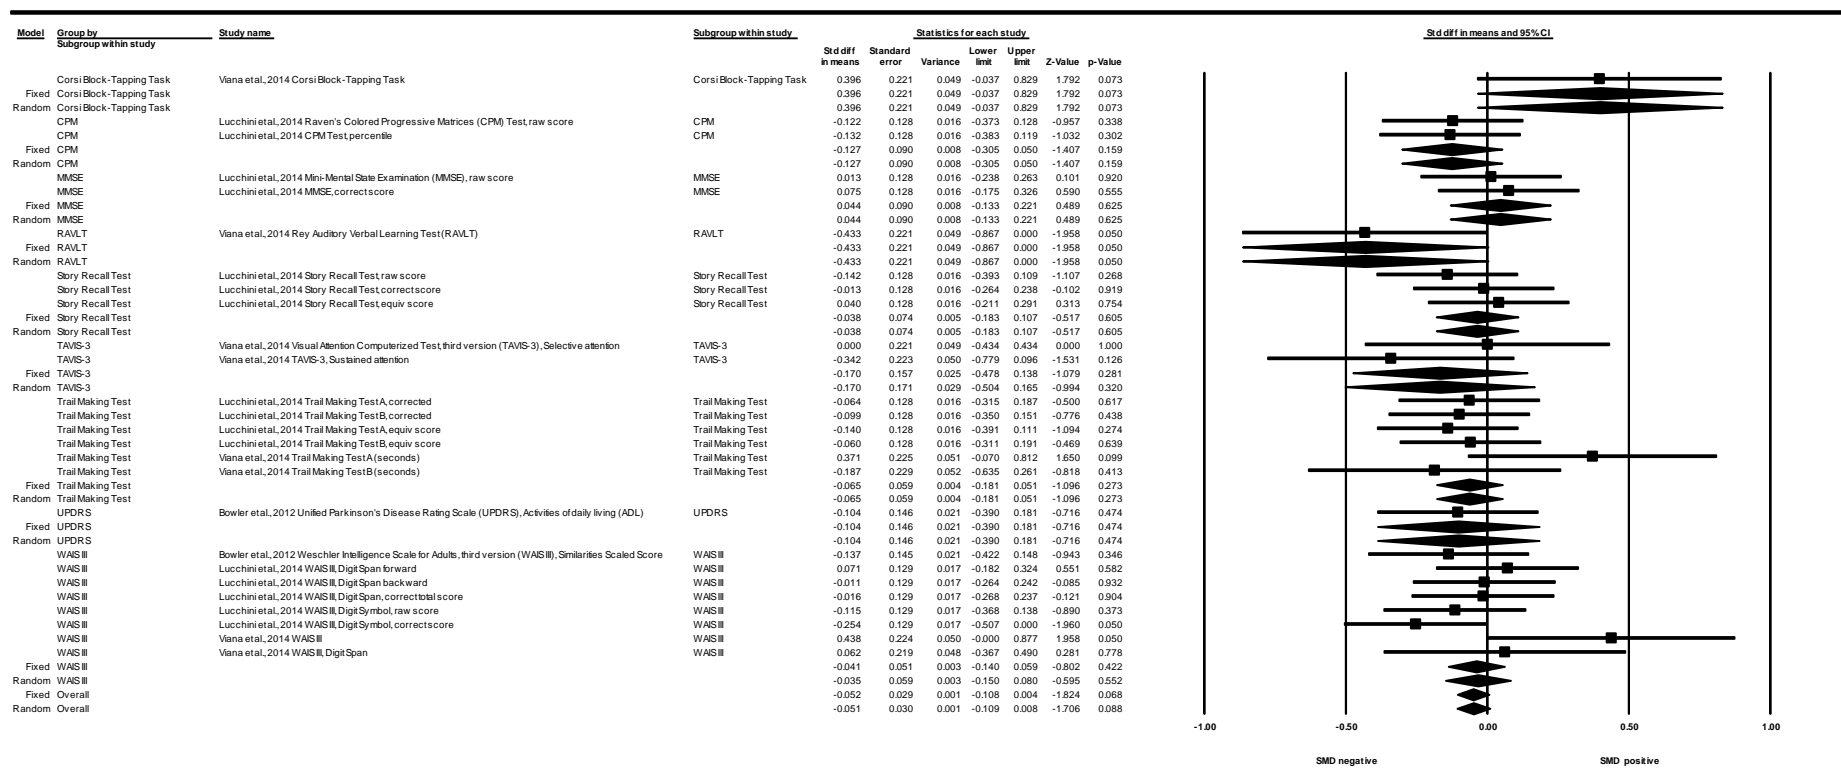 Model Group by Study name Subgroup within study Statistics for each study Std diff in means and 95% CI
Subgroup within study
Std diff Standard Lower Upper
in means error Variance limit limit Z-Value p-Value
Corsi Block-Tapping Task Viana et al., 2014 Corsi Block-Tapping Task Corsi Block-Tapping Task 0.396 0.221 0.049 -0.037 0.829 1.792 0.073
Fixed Corsi Block-Tapping Task 0.396 0.221 0.049 -0.037 0.829 1.792 0.073
Random Corsi Block-Tapping Task 0.396 0.221 0.049 -0.037 0.829 1.792 0.073
CPM Lucchini et al., 2014 Raven's Colored Progressive Matrices (CPM) Test, raw score CPM -0.122 0.128 0.016 -0.373 0.128 -0.957 0.338
CPM Lucchini et al., 2014 CPM Test, percentile CPM -0.132 0.128 0.016 -0.383 0.119 -1.032 0.302
Fixed CPM -0.127 0.090 0.008 -0.305 0.050 -1.407 0.159
Random CPM -0.127 0.090 0.008 -0.305 0.050 -1.407 0.159
MMSE Lucchini et al., 2014 Mini-Mental State Examination (MMSE), raw score MMSE 0.013 0.128 0.016 -0.238 0.263 0.101 0.920
MMSE Lucchini et al., 2014 MMSE, correct score MMSE 0.075 0.128 0.016 -0.175 0.326 0.590 0.555
Fixed MMSE 0.044 0.090 0.008 -0.133 0.221 0.489 0.625
Random MMSE 0.044 0.090 0.008 -0.133 0.221 0.489 0.625
RAVLT Viana et al., 2014 Rey Auditory Verbal Learning Test (RAVLT) RAVLT -0.433 0.221 0.049 -0.867 0.000 -1.958 0.050
Fixed RAVLT -0.433 0.221 0.049 -0.867 0.000 -1.958 0.050
Random RAVLT -0.433 0.221 0.049 -0.867 0.000 -1.958 0.050
Story Recall Test Lucchini et al., 2014 Story Recall Test, raw score Story Recall Test -0.142 0.128 0.016 -0.393 0.109 -1.107 0.268
Story Recall Test Lucchini et al., 2014 Story Recall Test, correct score Story Recall Test -0.013 0.128 0.016 -0.264 0.238 -0.102 0.919
Story Recall Test Lucchini et al., 2014 Story Recall Test, equiv score Story Recall Test 0.040 0.128 0.016 -0.211 0.291 0.313 0.754
Fixed Story Recall Test -0.038 0.074 0.005 -0.183 0.107 -0.517 0.605
Random Story Recall Test -0.038 0.074 0.005 -0.183 0.107 -0.517 0.605
TAVIS-3 Viana et al., 2014 Visual Attention Computerized Test, third version (TAVIS-3), Selective attention TAVIS-3 0.000 0.221 0.049 -0.434 0.434 0.000 1.000
TAVIS-3 Viana et al., 2014 TAVIS-3, Sustained attention TAVIS-3 -0.342 0.223 0.050 -0.779 0.096 -1.531 0.126
Fixed TAVIS-3 -0.170 0.157 0.025 -0.478 0.138 -1.079 0.281
Random TAVIS-3 -0.170 0.171 0.029 -0.504 0.165 -0.994 0.320
Trail Making Test Lucchini et al., 2014 Trail Making Test A, corrected Trail Making Test -0.064 0.128 0.016 -0.315 0.187 -0.500 0.617
Trail Making Test Lucchini et al., 2014 Trail Making Test B, corrected Trail Making Test -0.099 0.128 0.016 -0.350 0.151 -0.776 0.438
Trail Making Test Lucchini et al., 2014 Trail Making Test A, equiv score Trail Making Test -0.140 0.128 0.016 -0.391 0.111 -1.094 0.274
Trail Making Test Lucchini et al., 2014 Trail Making Test B, equiv score Trail Making Test -0.060 0.128 0.016 -0.311 0.191 -0.469 0.639
Trail Making Test Viana et al., 2014 Trail Making Test A (seconds) Trail Making Test 0.371 0.225 0.051 -0.070 0.812 1.650 0.099
Trail Making Test Viana et al., 2014 Trail Making Test B (seconds) Trail Making Test -0.187 0.229 0.052 -0.635 0.261 -0.818 0.413
Fixed Trail Making Test -0.065 0.059 0.004 -0.181 0.051 -1.096 0.273
Random Trail Making Test -0.065 0.059 0.004 -0.181 0.051 -1.096 0.273
UPDRS Bowler et al., 2012 Unified Parkinson's Disease Rating Scale (UPDRS), Activities of daily living (ADL) UPDRS -0.104 0.146 0.021 -0.390 0.181 -0.716 0.474
Fixed UPDRS -0.104 0.146 0.021 -0.390 0.181 -0.716 0.474
Random UPDRS -0.104 0.146 0.021 -0.390 0.181 -0.716 0.474
WAIS III Bowler et al., 2012 Weschler Intelligence Scale for Adults, third version (WAIS III), Similarities Scaled Score WAIS III -0.137 0.145 0.021 -0.422 0.148 -0.943 0.346
WAIS III Lucchini et al., 2014 WAIS III, Digit Span forward WAIS III 0.071 0.129 0.017 -0.182 0.324 0.551 0.582
WAIS III Lucchini et al., 2014 WAIS III, Digit Span backward WAIS III -0.011 0.129 0.017 -0.264 0.242 -0.085 0.932
WAIS III Lucchini et al., 2014 WAIS III, Digit Span, correct total score WAIS III -0.016 0.129 0.017 -0.268 0.237 -0.121 0.904
WAIS III Lucchini et al., 2014 WAIS III, Digit Symbol, raw score WAIS III -0.115 0.129 0.017 -0.368 0.138 -0.890 0.373
WAIS III Lucchini et al., 2014 WAIS III, Digit Symbol, correct score WAIS III -0.254 0.129 0.017 -0.507 0.000 -1.960 0.050
WAIS III Viana et al., 2014 WAIS III WAIS III 0.438 0.224 0.050 -0.000 0.877 1.958 0.050
WAIS III Viana et al., 2014 WAIS III, Digit Span WAIS III 0.062 0.219 0.048 -0.367 0.490 0.281 0.778
Fixed WAIS III -0.041 0.051 0.003 -0.140 0.059 -0.802 0.422
Random WAIS III -0.035 0.059 0.003 -0.150 0.080 -0.595 0.552
Fixed Overall -0.052 0.029 0.001 -0.108 0.004 -1.824 0.068
Random Overall -0.051 0.030 0.001 -0.109 0.008 -1.706 0.088
-1.00 -0.50 0.00 0.50 1.00
SMD negative SMD positive